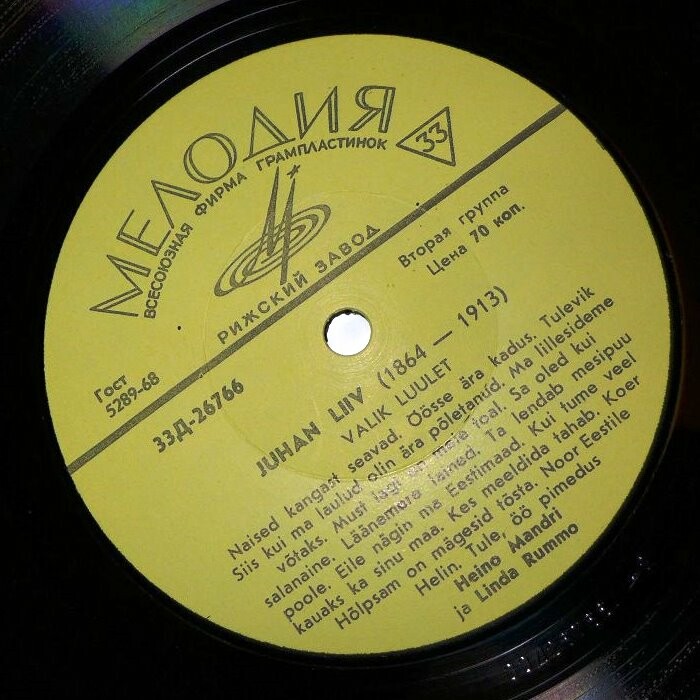 МЕЛОДИЯ
ВСЕСОЮЗНАЯ ФИРМА ГРАМПЛАСТИНОК
33
РИЖСКИЙ ЗАВОД
Вторая группа
Цена 70 коп.
Гост
5289-68
33Д-26766
JUHAN LIIV (1864 — 1913)
VALIK LUULET
Naised kangart seavad. Öösse ära kadus. Tulevik
Siis kui ma laulud olin ära põletanud. Ma lillesideme
võtaks. Must lagi on meie toal. Sa oled kui
salanaine. Läänemere lained. Ta lendab mesipuu
poole. Eile nägin ma Eestimaad. Kui tume veel
kauaks ka sinu maa. Kes meeldida tahab. Koer
Hõlpsam on mägesid tõsta. Noor Eestile
Helin. Tule, öö pimedus
Heino Mandri
ja Linda Rummo